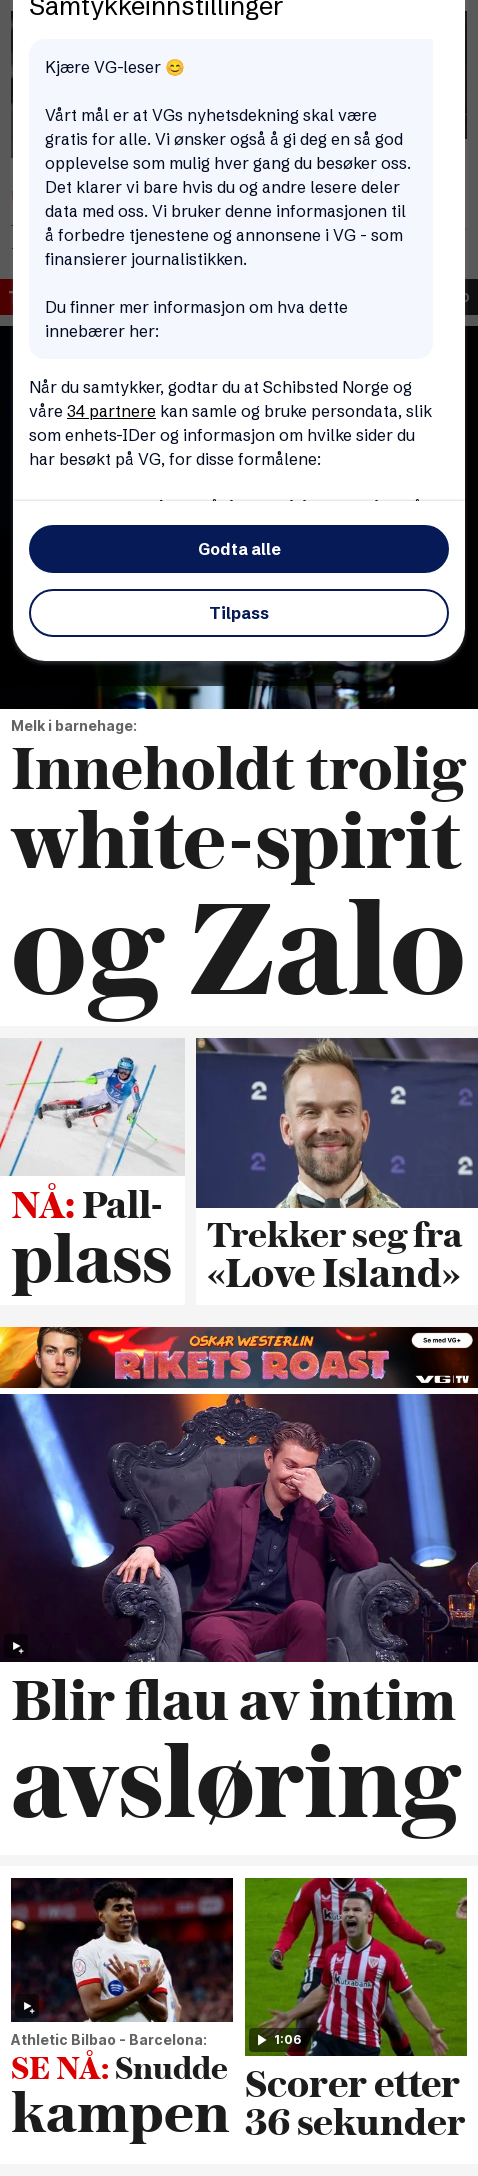 Samtykkeinnstillinger
Kjære VG-leser 😊
Vårt mål er at VGs nyhetsdekning skal være
gratis for alle. Vi ønsker også å gi deg en så god
opplevelse som mulig hver gang du besøker oss.
Det klarer vi bare hvis du og andre lesere deler
data med oss. Vi bruker denne informasjonen til
å forbedre tjenestene og annonsene i VG - som
finansierer journalistikken.
Du finner mer informasjon om hva dette
innebærer her:
Når du samtykker, godtar du at Schibsted Norge og
våre 34 partnere kan samle og bruke persondata, slik
som enhets-IDer og informasjon om hvilke sider du
har besøkt på VG, for disse formålene:
Godta alle
Tilpass
Melk i barnehage:
Inneholdt trolig
white-spirit
og Zalo
2 2 2
2 2 2
NÅ: Pall-
plass
Trekker seg fra
«Love Island»
OSKAR WESTERLIN
RIKETS ROAST
Se med VG+
VG|TV
Blir flau av intim
avsløring
Kutxabank
1:06
Athletic Bilbao - Barcelona:
SE NÅ: Snudde
kampen
Scorer etter
36 sekunder